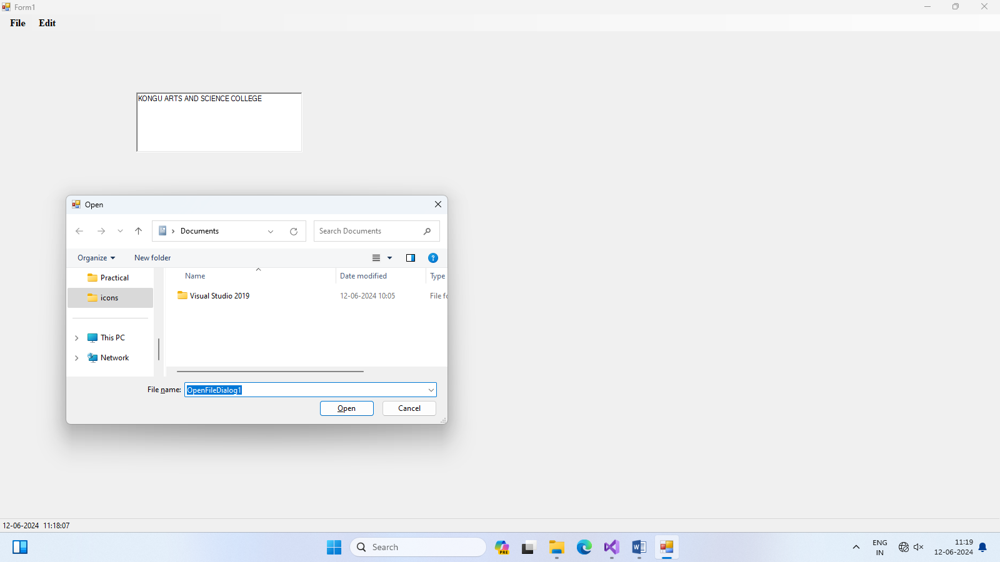 Form1
File Edit
KONGU ARTS AND SCIENCE COLLEGE
Open
Documents
Search Documents
Organize New folder
?
Practical
icons
This PC
Network
Name Date modified Type
Visual Studio 2019 12-06-2024 10:05 File fo
File name: OpenFileDialog1
Open Cancel
12-06-2024 11:18:07
Search
PRE
W
ENG
IN
11:19
12-06-2024